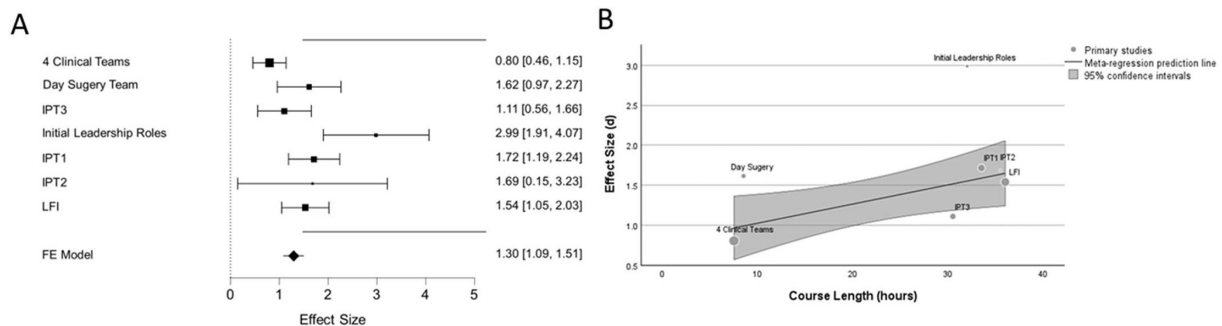 A
4 Clinical Teams 0.80 [0.46, 1.15]
Day Sugery Team 1.62 [0.97, 2.27]
IPT3 1.11 [0.56, 1.66]
Initial Leadership Roles 2.99 [1.91, 4.07]
IPT1 1.72 [1.19, 2.24]
IPT2 1.69 [0.15, 3.23]
LFI 1.54 [1.05, 2.03]
FE Model 1.30 [1.09, 1.51]
0 1 2 3 4 5
Effect Size
B
Primary studies
Meta-regression prediction line
95% confidence intervals
Initial Leadership Roles
Day Sugery
IPT1 IPT2
LFI
IPT3
4 Clinical Teams
3.0
2.5
2.0
1.5
1.0
0.5
Effect Size (d)
0 10 20 30 40
Course Length (hours)